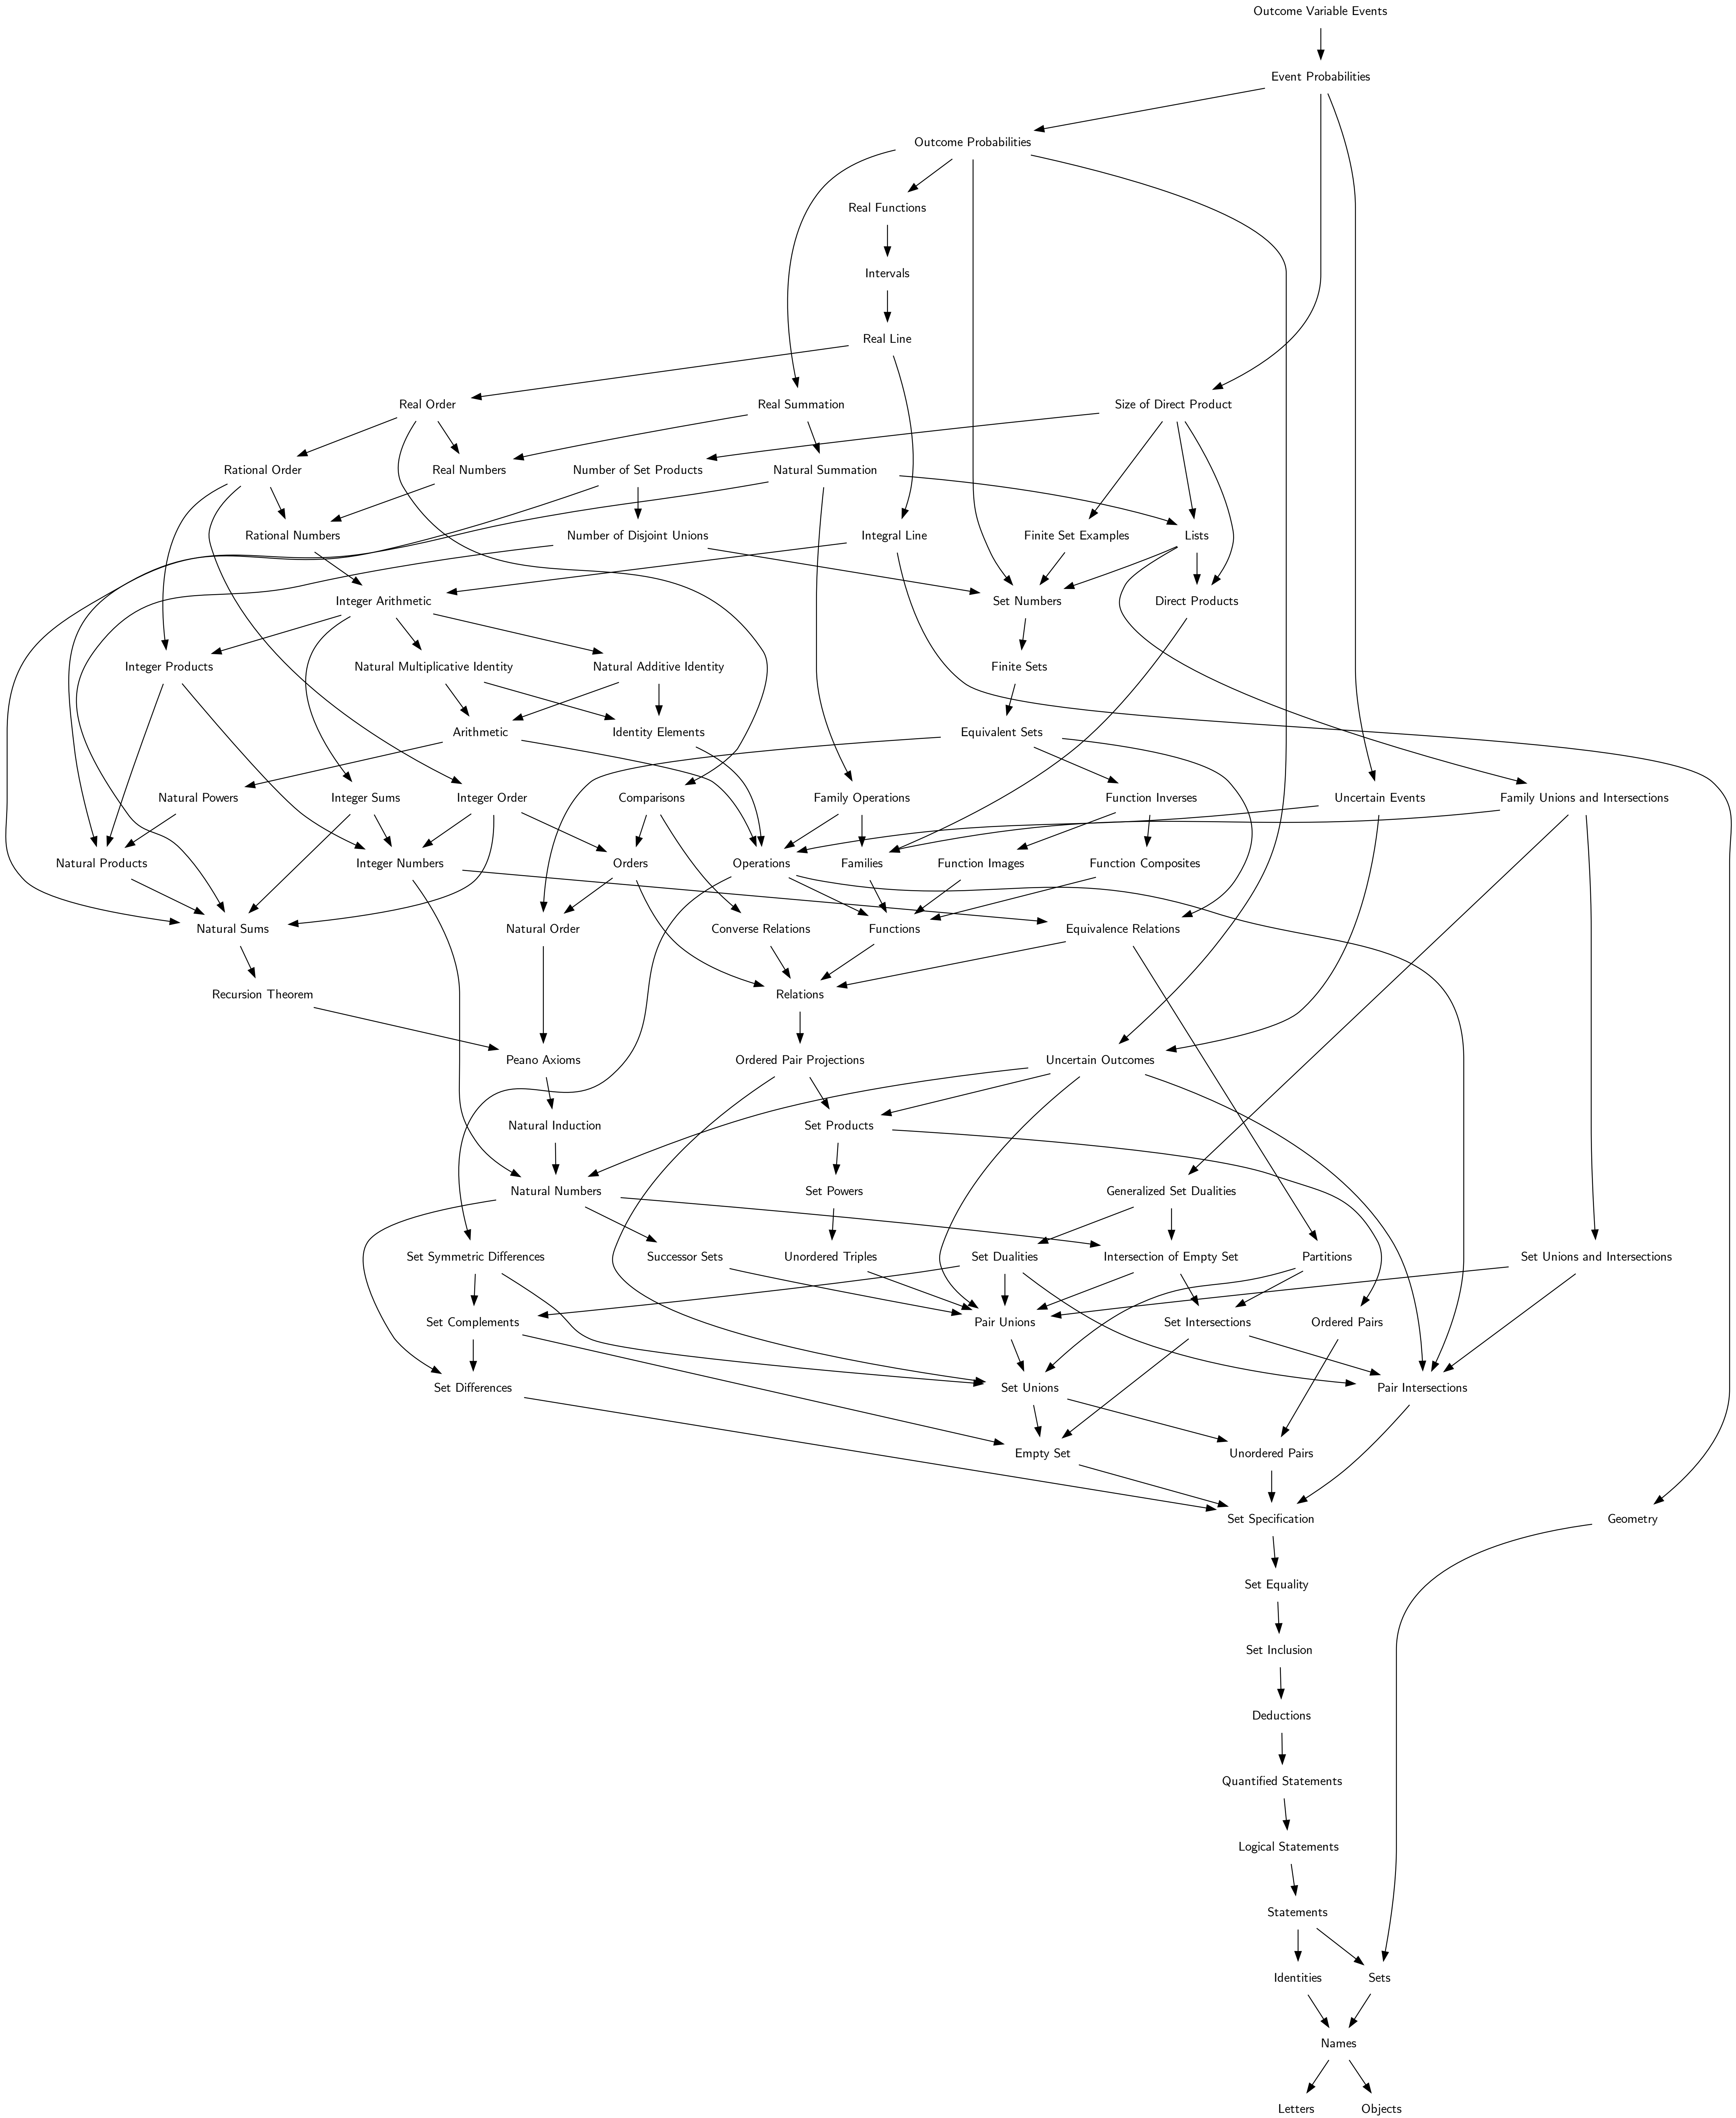 Outcome Variable Events
Event Probabilities
Outcome Probabilities
Real Functions
Intervals
Real Line
Real Order
Real Summation
Size of Direct Product
Rational Order
Real Numbers
Number of Set Products
Natural Summation
Rational Numbers
Number of Disjoint Unions
Integral Line
Finite Set Examples
Lists
Integer Arithmetic
Set Numbers
Direct Products
Integer Products
Natural Multiplicative Identity
Natural Additive Identity
Finite Sets
Arithmetic
Identity Elements
Equivalent Sets
Natural Powers
Integer Sums
Integer Order
Comparisons
Family Operations
Function Inverses
Uncertain Events
Family Unions and Intersections
Natural Products
Integer Numbers
Orders
Operations
Families
Function Images
Function Composites
Natural Sums
Natural Order
Converse Relations
Functions
Equivalence Relations
Recursion Theorem
Relations
Peano Axioms
Ordered Pair Projections
Uncertain Outcomes
Natural Induction
Set Products
Natural Numbers
Set Powers
Generalized Set Dualities
Set Symmetric Differences
Successor Sets
Unordered Triples
Set Dualities
Intersection of Empty Set
Partitions
Set Unions and Intersections
Set Complements
Pair Unions
Set Intersections
Ordered Pairs
Set Differences
Set Unions
Pair Intersections
Empty Set
Unordered Pairs
Set Specification
Geometry
Set Equality
Set Inclusion
Deductions
Quantified Statements
Logical Statements
Statements
Identities
Sets
Names
Letters
Objects